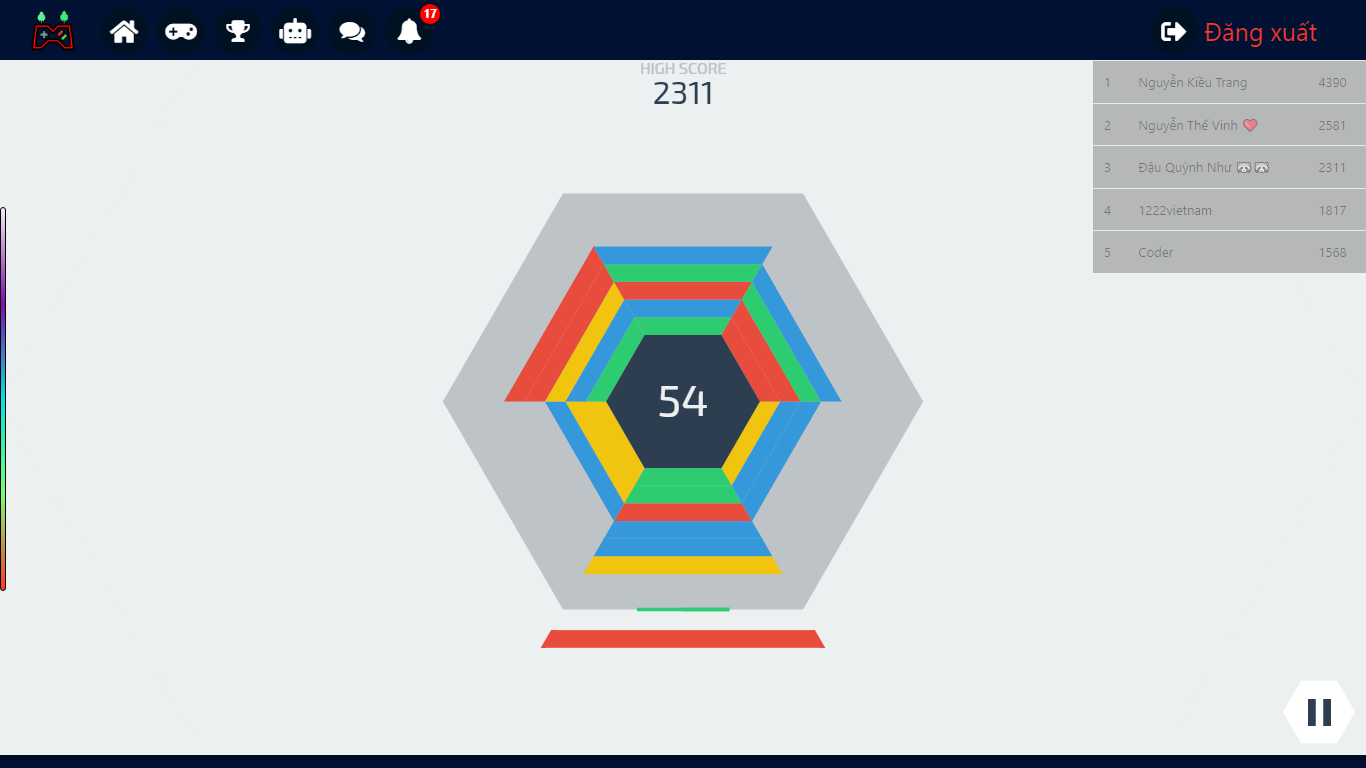 17
Đăng xuất
HIGH SCORE
2311
1 Nguyễn Kiều Trang 4390
2 Nguyễn Thế Vinh 2581
3 Đậu Quỳnh Như 2311
4 1222vietnam 1817
5 Coder 1568
54